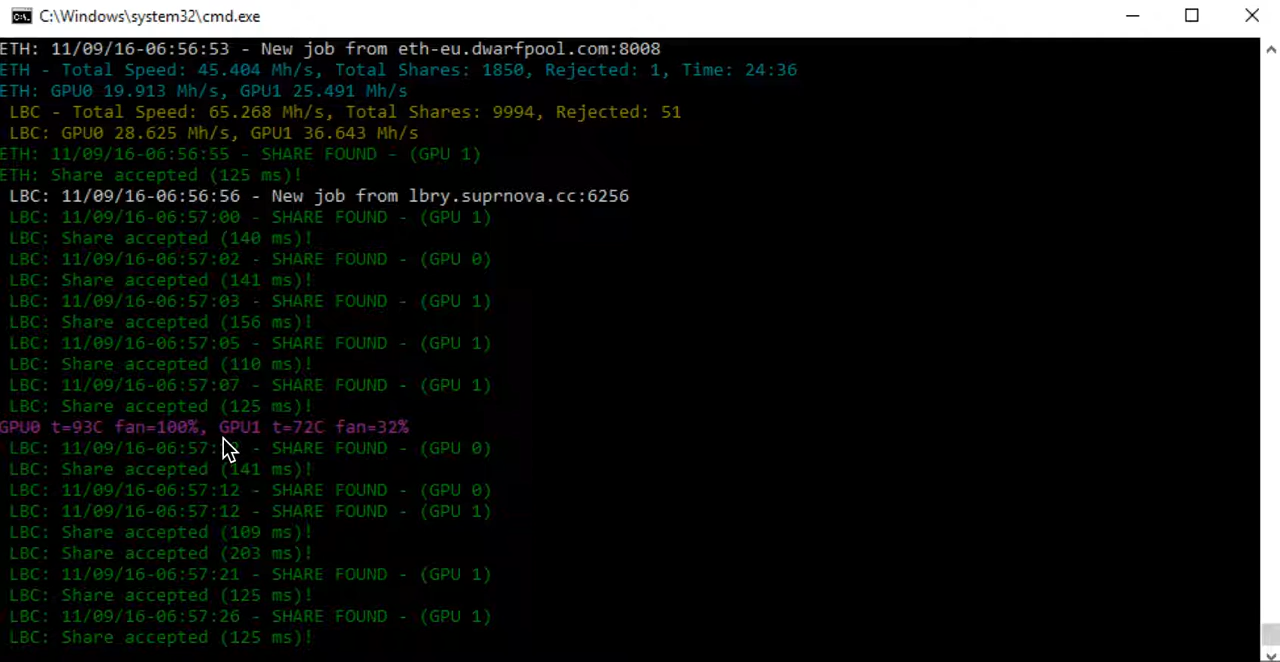 C:\Windows\system32\cmd.exe
ETH: 11/09/16-06:56:53 - New job from eth-eu.dwarfpool.com:8008
ETH - Total Speed: 45.404 Mh/s, Total Shares: 1850, Rejected: 1, Time: 24:36
ETH: GPU0 19.913 Mh/s, GPU1 25.491 Mh/s
LBC - Total Speed: 65.268 Mh/s, Total Shares: 9994, Rejected: 51
LBC: GPU0 28.625 Mh/s, GPU1 36.643 Mh/s
ETH: 11/09/16-06:56:55 - SHARE FOUND - (GPU 1)
ETH: Share accepted (125 ms)!
LBC: 11/09/16-06:56:56 - New job from lbry.suprnova.cc:6256
LBC: 11/09/16-06:57:00 - SHARE FOUND - (GPU 1)
LBC: Share accepted (140 ms)!
LBC: 11/09/16-06:57:02 - SHARE FOUND - (GPU 0)
LBC: Share accepted (141 ms)!
LBC: 11/09/16-06:57:03 - SHARE FOUND - (GPU 1)
LBC: Share accepted (156 ms)!
LBC: 11/09/16-06:57:05 - SHARE FOUND - (GPU 1)
LBC: Share accepted (110 ms)!
LBC: 11/09/16-06:57:07 - SHARE FOUND - (GPU 1)
LBC: Share accepted (125 ms)!
GPU0 t=93C fan=100%, GPU1 t=72C fan=32%
LBC: 11/09/16-06:57: - SHARE FOUND - (GPU 0)
LBC: Share accepted (141 ms)!
LBC: 11/09/16-06:57:12 - SHARE FOUND - (GPU 0)
LBC: 11/09/16-06:57:12 - SHARE FOUND - (GPU 1)
LBC: Share accepted (109 ms)!
LBC: Share accepted (203 ms)!
LBC: 11/09/16-06:57:21 - SHARE FOUND - (GPU 1)
LBC: Share accepted (125 ms)!
LBC: 11/09/16-06:57:26 - SHARE FOUND - (GPU 1)
LBC: Share accepted (125 ms)!